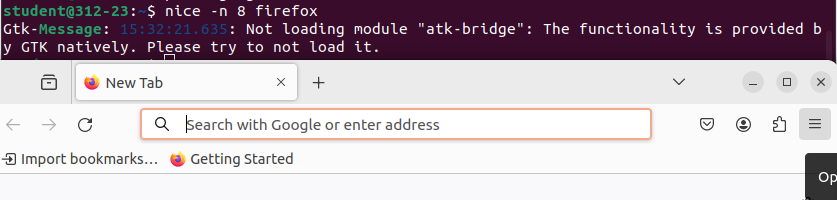 student@312-23:~$ nice -n 8 firefox
Gtk-Message: 15:32:21.635: Not loading module "atk-bridge": The functionality is provided b
y GTK natively. Please try to not load it.
New Tab
Search with Google or enter address
Import bookmarks… Getting Started
Op